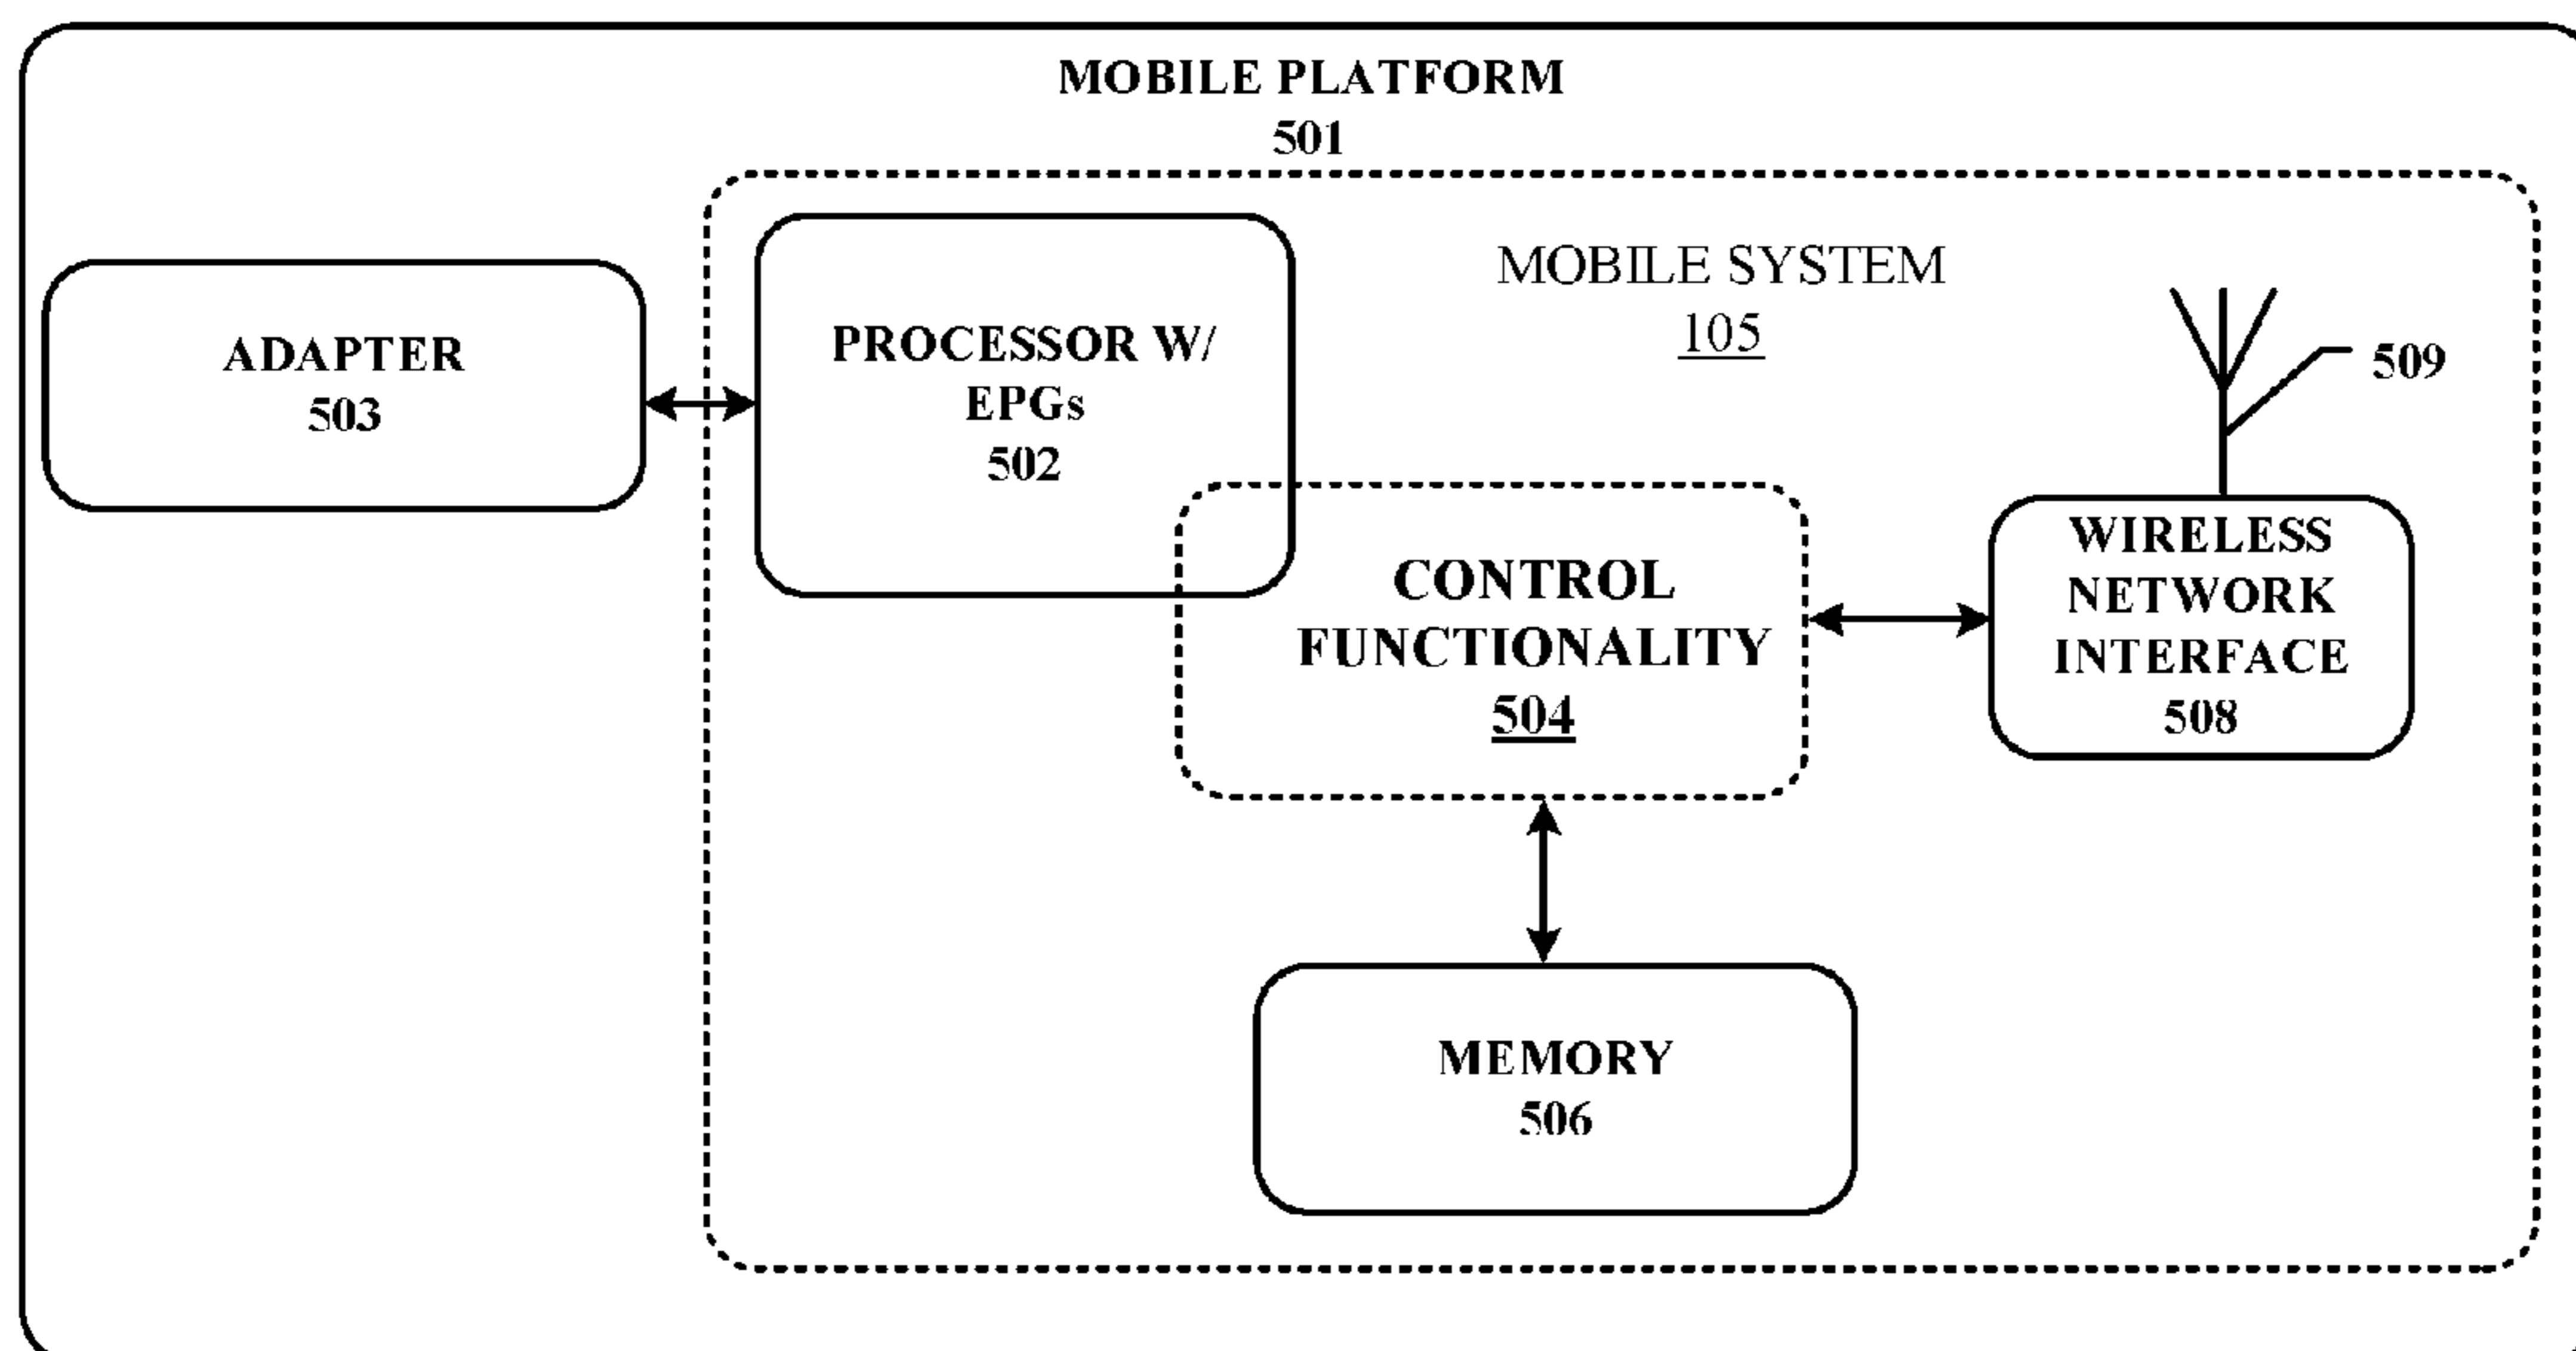 MOBILE PLATFORM
501
MOBILE SYSTEM
105
ADAPTER
503
PROCESSOR W/
EPGs
502
509
CONTROL
FUNCTIONALITY
504
WIRELESS
NETWORK
INTERFACE
508
MEMORY
506